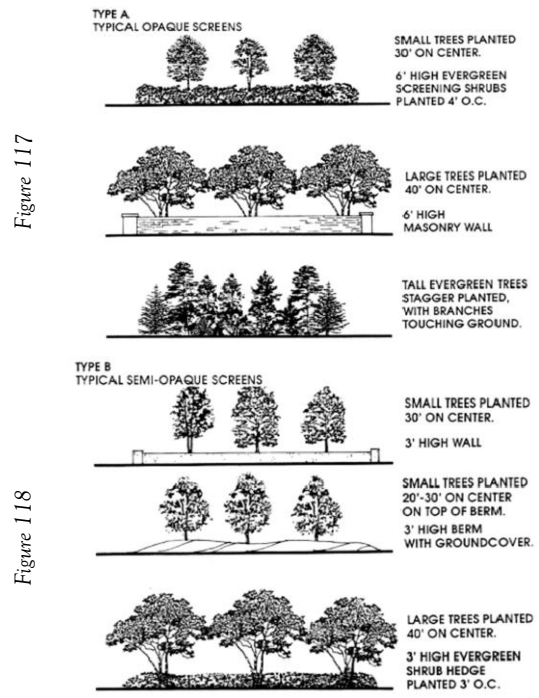 TYPE A
TYPICAL OPAQUE SCREENS
SMALL TREES PLANTED
30' ON CENTER.
6' HIGH EVERGREEN
SCREENING SHRUBS
PLANTED 4' O.C.
Figure 117
LARGE TREES PLANTED
40' ON CENTER.
6' HIGH
MASONRY WALL
TALL EVERGREEN TREES
STAGGER PLANTED,
WITH BRANCHES
TOUCHING GROUND.
TYPE B
TYPICAL SEMI-OPAQUE SCREENS
SMALL TREES PLANTED
30' ON CENTER.
3' HIGH WALL
Figure 118
SMALL TREES PLANTED
20'-30' ON CENTER
ON TOP OF BERM.
3' HIGH BERM
WITH GROUNDCOVER.
LARGE TREES PLANTED
40' ON CENTER.
3' HIGH EVERGREEN
SHRUB HEDGE
PLANTED 3' O.C.